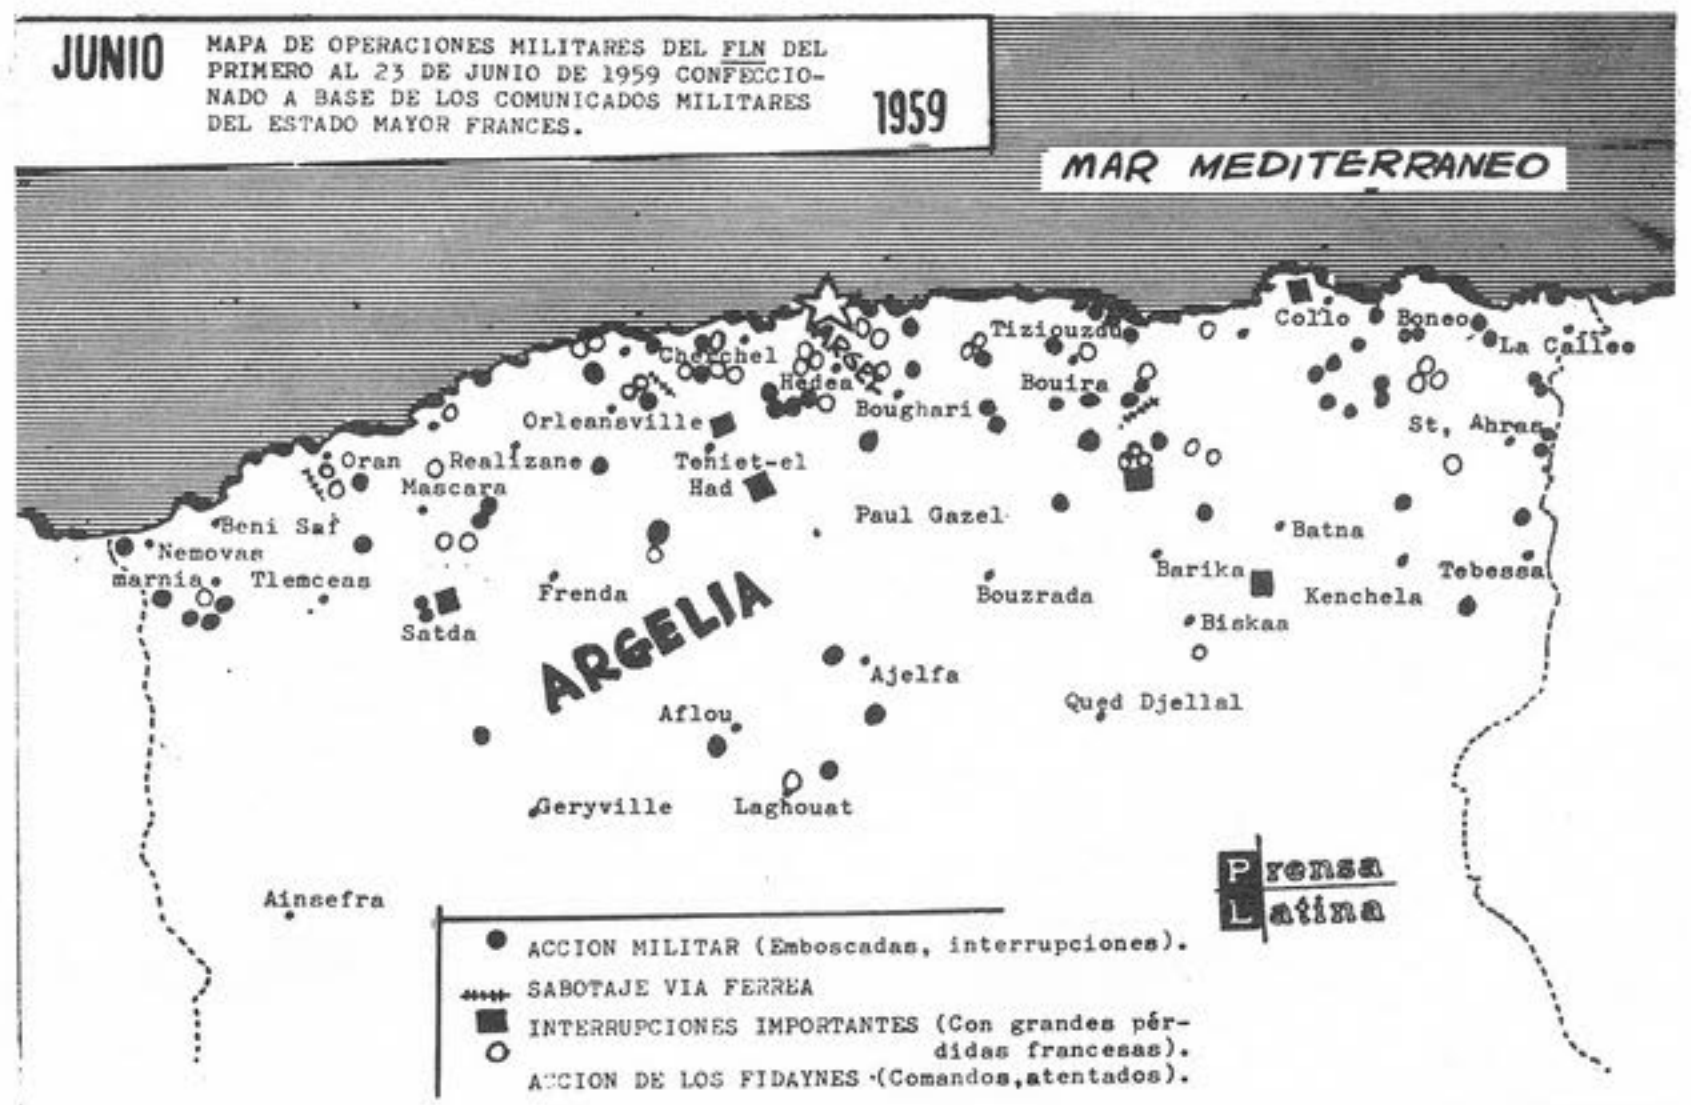 JUNIO
MAPA DE OPERACIONES MILITARES DEL FLN DEL
PRIMERO AL 23 DE JUNIO DE 1959 CONFECCIO-
NADO A BASE DE LOS COMUNICADOS MILITARES
DEL ESTADO MAYOR FRANCES.
1959
MAR MEDITERRANEO
Collo
Boneo
Tiziouzdu
La Callee
Cherchel
ARGEL
Hedea
Bouira
Boughari
Orleansville
St, Ahras
Oran
Realizane
Teniet-el
Had
Mascara
Paul Gazel
Beni Saf
Batna
Nemovas
marnia
Tlemceas
Frenda
Bouzrada
Barika
Kenchela
Tebessa
Satda
Biskaa
ARGELIA
Ajelfa
Aflou
Qued Djellal
Geryville
Laghouat
Ainsefra
Prensa
Latina
ACCION MILITAR (Emboscadas, interrupciones).
SABOTAJE VIA FERREA
INTERRUPCIONES IMPORTANTES (Con grandes pér-
didas francesas).
ACCION DE LOS FIDAYNES (Comandos,atentados).